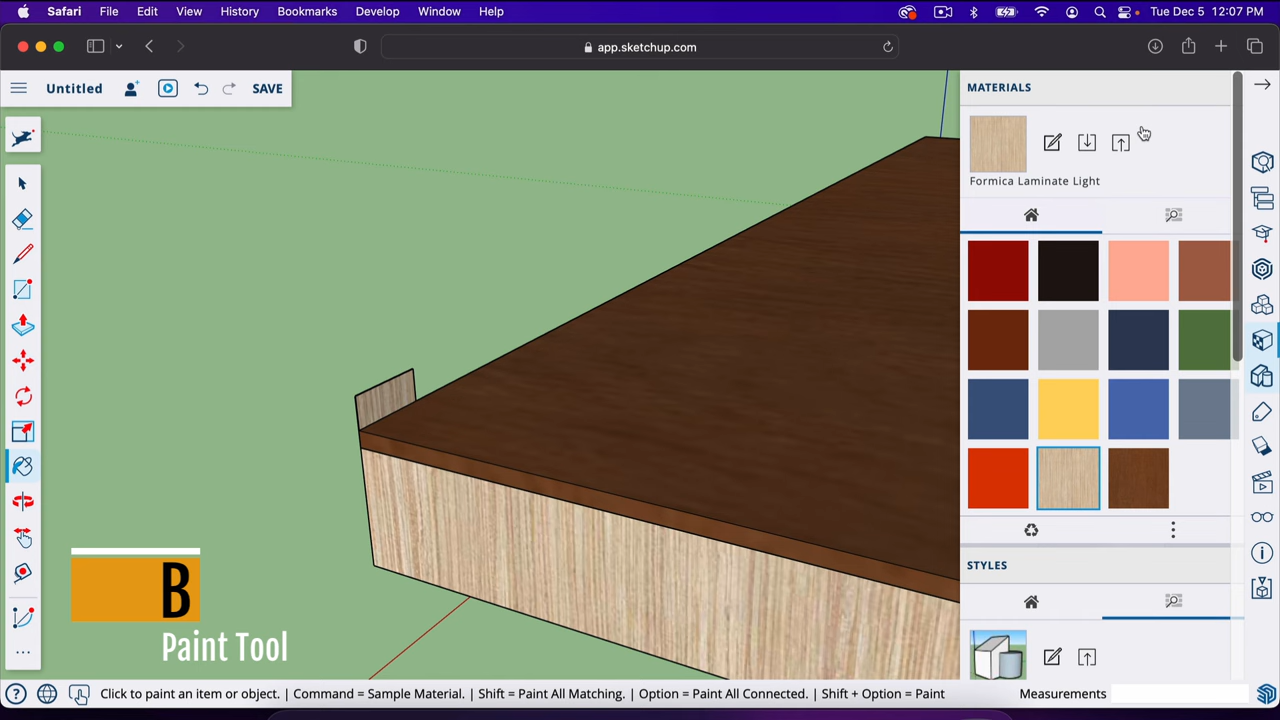 Safari File Edit View History Bookmarks Develop Window Help Tue Dec 5 12:07 PM
app.sketchup.com
Untitled SAVE
MATERIALS
Formica Laminate Light
STYLES
B
Paint Tool
Click to paint an item or object. | Command = Sample Material. | Shift = Paint All Matching. | Option = Paint All Connected. | Shift + Option = Paint
Measurements